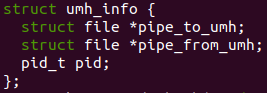 struct umh_info {
  struct file *pipe_to_umh;
  struct file *pipe_from_umh;
  pid_t pid;
};